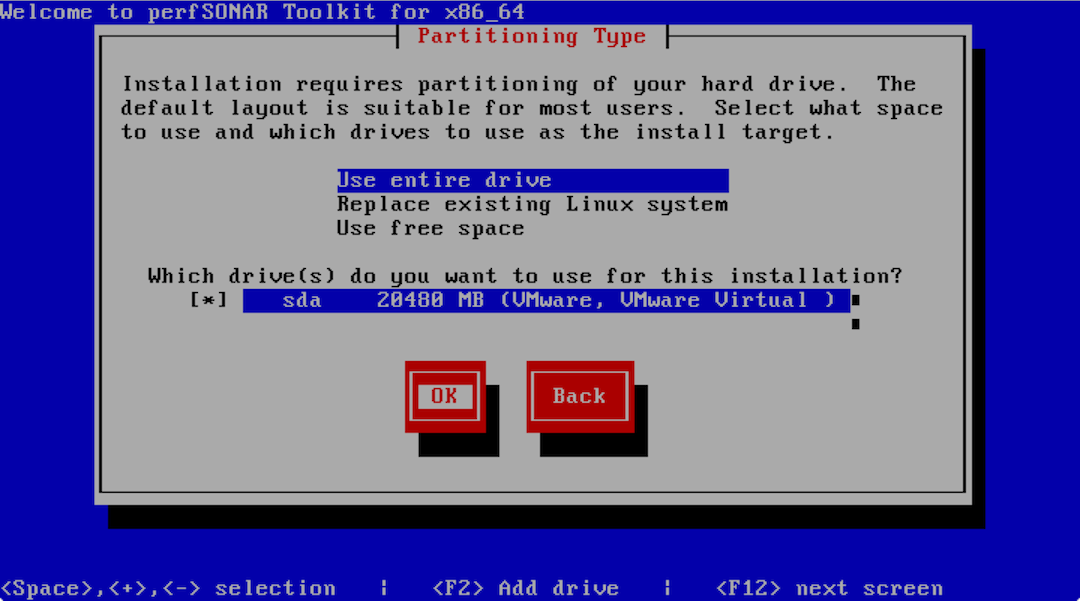 Welcome to perfSONAR Toolkit for x86_64
Partitioning Type
Installation requires partitioning of your hard drive.  The
default layout is suitable for most users.  Select what space
to use and which drives to use as the install target.
Use entire drive
Replace existing Linux system
Use free space
Which drive(s) do you want to use for this installation?
[*]    sda    20480 MB (VMware, VMware Virtual )
OK    Back
<Space>,<+>,<-> selection   |   <F2> Add drive   |   <F12> next screen